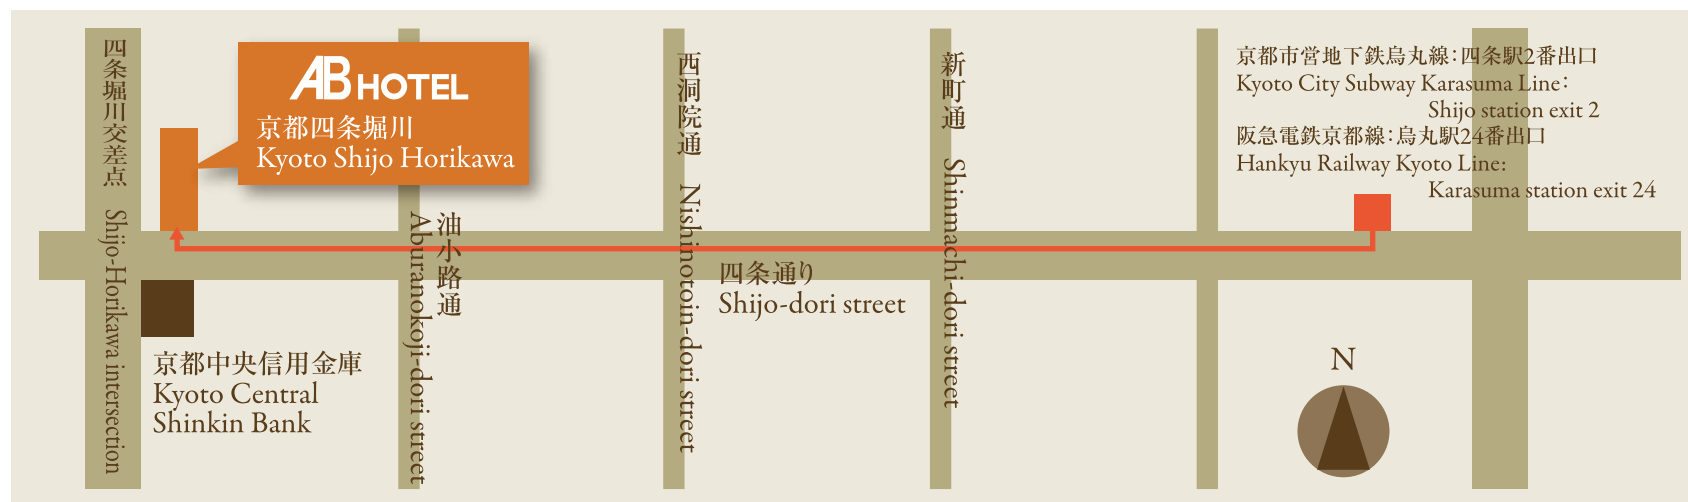 四条堀川交差点 Shijo-Horikawa intersection
AB HOTEL
京都四条堀川
Kyoto Shijo Horikawa
京都中央信用金庫
Kyoto Central
Shinkin Bank
油小路通
Aburanokoji-dori street
西洞院通 Nishinotoin-dori street
四条通り
Shijo-dori street
新町通 Shinmachi-dori street
京都市営地下鉄烏丸線：四条駅2番出口
Kyoto City Subway Karasuma Line：
Shijo station exit 2
阪急電鉄京都線：烏丸駅24番出口
Hankyu Railway Kyoto Line:
Karasuma station exit 24
N